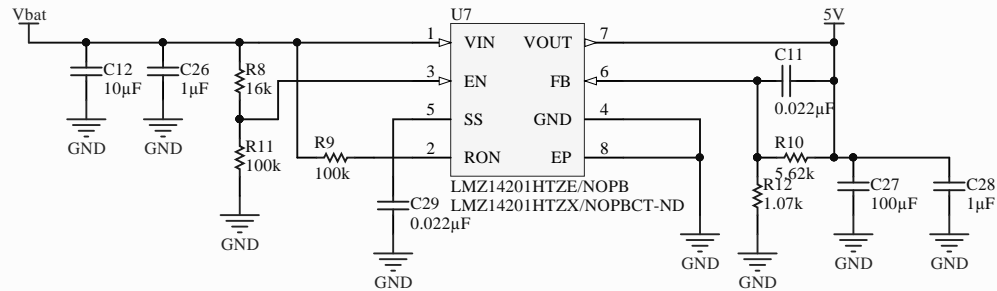 Vbat
U7
5V
1 VIN VOUT 7
C11
C12
10µF
C26
1µF
R8
16k
3 EN FB 6
0.022µF
GND
GND
5 SS GND 4
R11
100k
R9
100k
2 RON EP 8
R10
5.62k
LMZ14201HTZE/NOPB
LMZ14201HTZX/NOPBCT-ND
R12
1.07k
C27
100µF
C28
1µF
C29
0.022µF
GND
GND
GND
GND
GND
GND